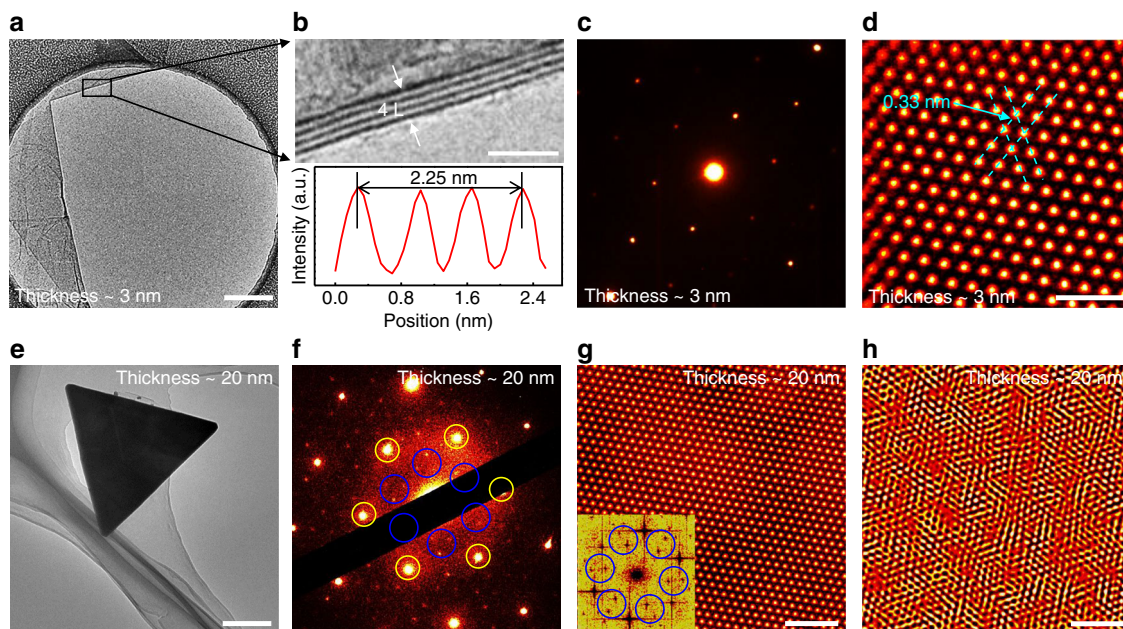 a
b
c
d
4 L
0.33 nm
2.25 nm
Intensity (a.u.)
0.0 0.8 1.6 2.4
Position (nm)
Thickness ~ 3 nm
Thickness ~ 3 nm
Thickness ~ 3 nm
e
f
g
h
Thickness ~ 20 nm
Thickness ~ 20 nm
Thickness ~ 20 nm
Thickness ~ 20 nm